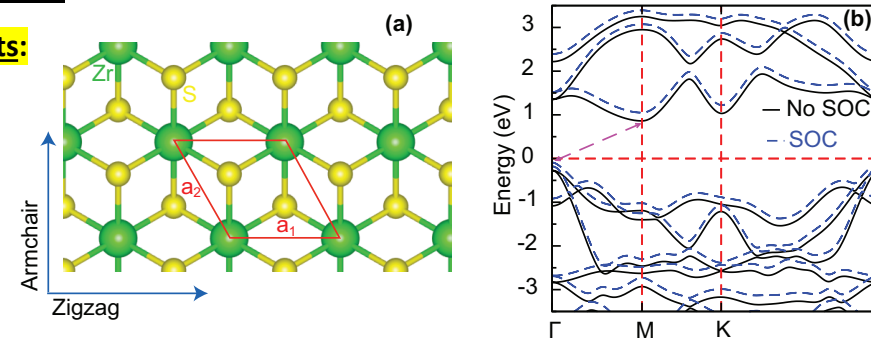 ts:
(a)
Zr
S
a2
a1
Armchair
Zigzag
(b)
Energy (eV)
3
2
1
0
-1
-2
-3
No SOC
SOC
Γ M K